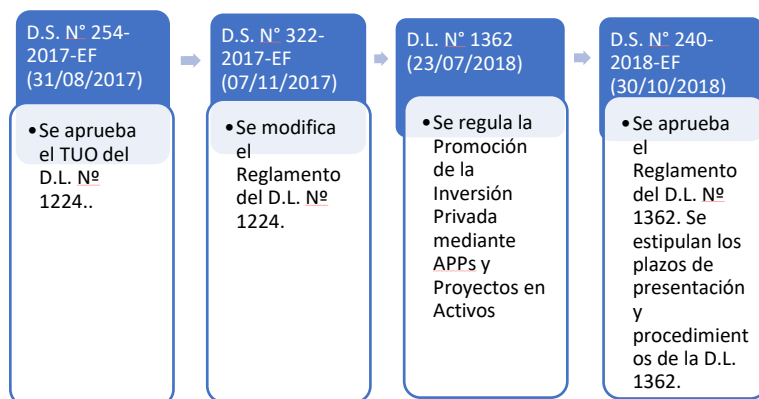 D.S. N° 254-
2017-EF
(31/08/2017)
•Se aprueba
el TUO del
D.L. Nº
1224..
D.S. N° 322-
2017-EF
(07/11/2017)
•Se modifica
el
Reglamento
del D.L. Nº
1224.
D.L. N° 1362
(23/07/2018)
•Se regula la
Promoción
de la
Inversión
Privada
mediante
APPs y
Proyectos en
Activos
D.S. N° 240-
2018-EF
(30/10/2018)
•Se aprueba
el
Reglamento
del D.L. Nº
1362. Se
estipulan los
plazos de
presentación
y
procedimient
os de la D.L.
1362.